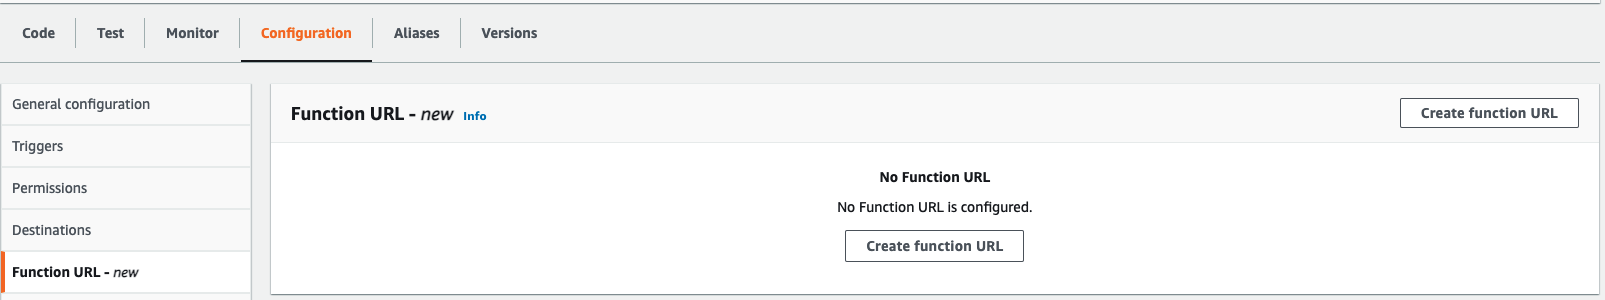 Code Test Monitor Configuration Aliases Versions
General configuration
Triggers
Permissions
Destinations
Function URL - new
Function URL - new Info
Create function URL
No Function URL
No Function URL is configured.
Create function URL